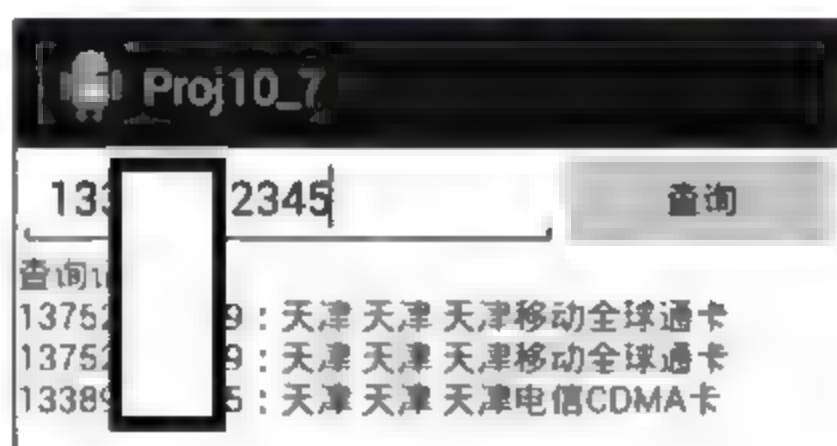 Proj10_7
133 2345 查询
查询
13752 9：天津 天津 天津移动全球通卡
13752 9：天津 天津 天津移动全球通卡
13389 5：天津 天津 天津电信CDMA卡